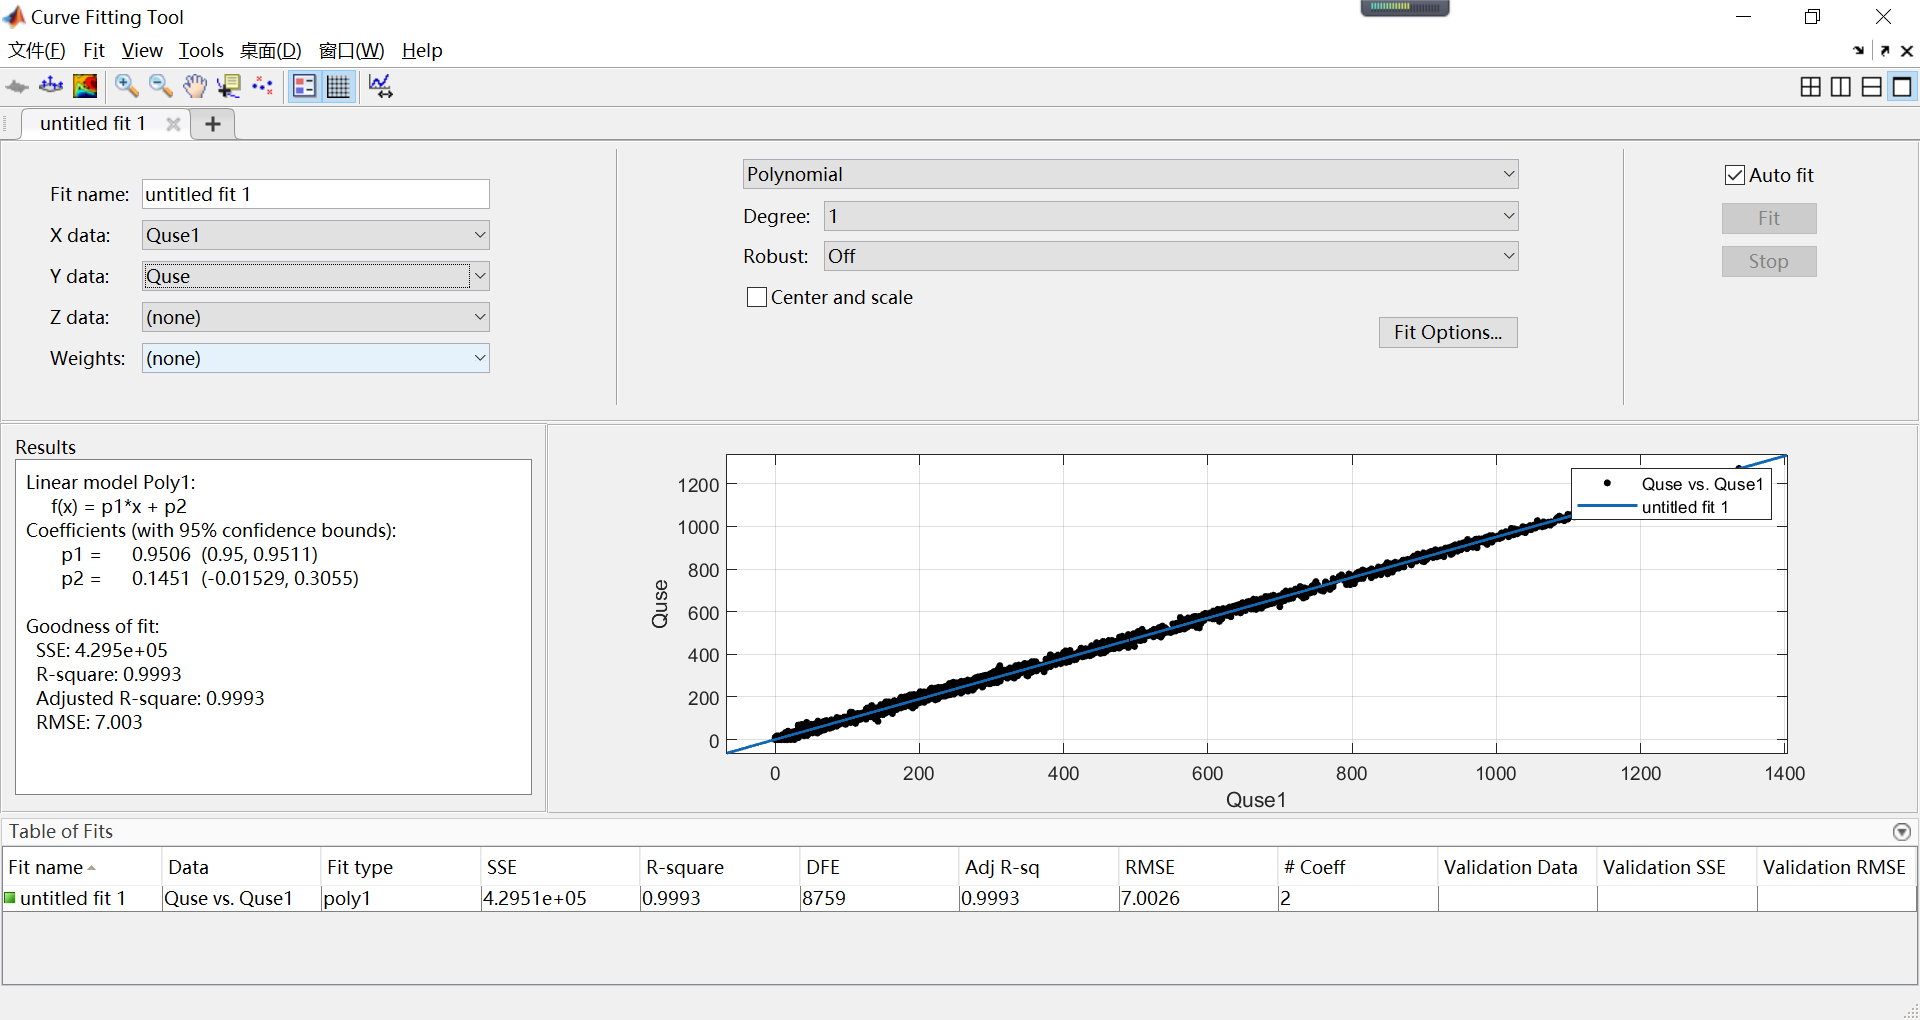 Curve Fitting Tool
文件(F) Fit View Tools 桌面(D) 窗口(W) Help
untitled fit 1
Fit name: untitled fit 1
X data: Quse1
Y data: Quse
Z data: (none)
Weights: (none)
Polynomial
Degree: 1
Robust: Off
Center and scale
Fit Options...
Auto fit
Fit
Stop
Results
Linear model Poly1:
f(x) = p1*x + p2
Coefficients (with 95% confidence bounds):
p1 = 0.9506 (0.95, 0.9511)
p2 = 0.1451 (-0.01529, 0.3055)
Goodness of fit:
SSE: 4.295e+05
R-square: 0.9993
Adjusted R-square: 0.9993
RMSE: 7.003
1200
1000
800
600
400
200
0
Quse
Quse vs. Quse1
untitled fit 1
0 200 400 600 800 1000 1200 1400
Quse1
Table of Fits
Fit name Data Fit type SSE R-square DFE Adj R-sq RMSE # Coeff Validation Data Validation SSE Validation RMSE
untitled fit 1 Quse vs. Quse1 poly1 4.2951e+05 0.9993 8759 0.9993 7.0026 2